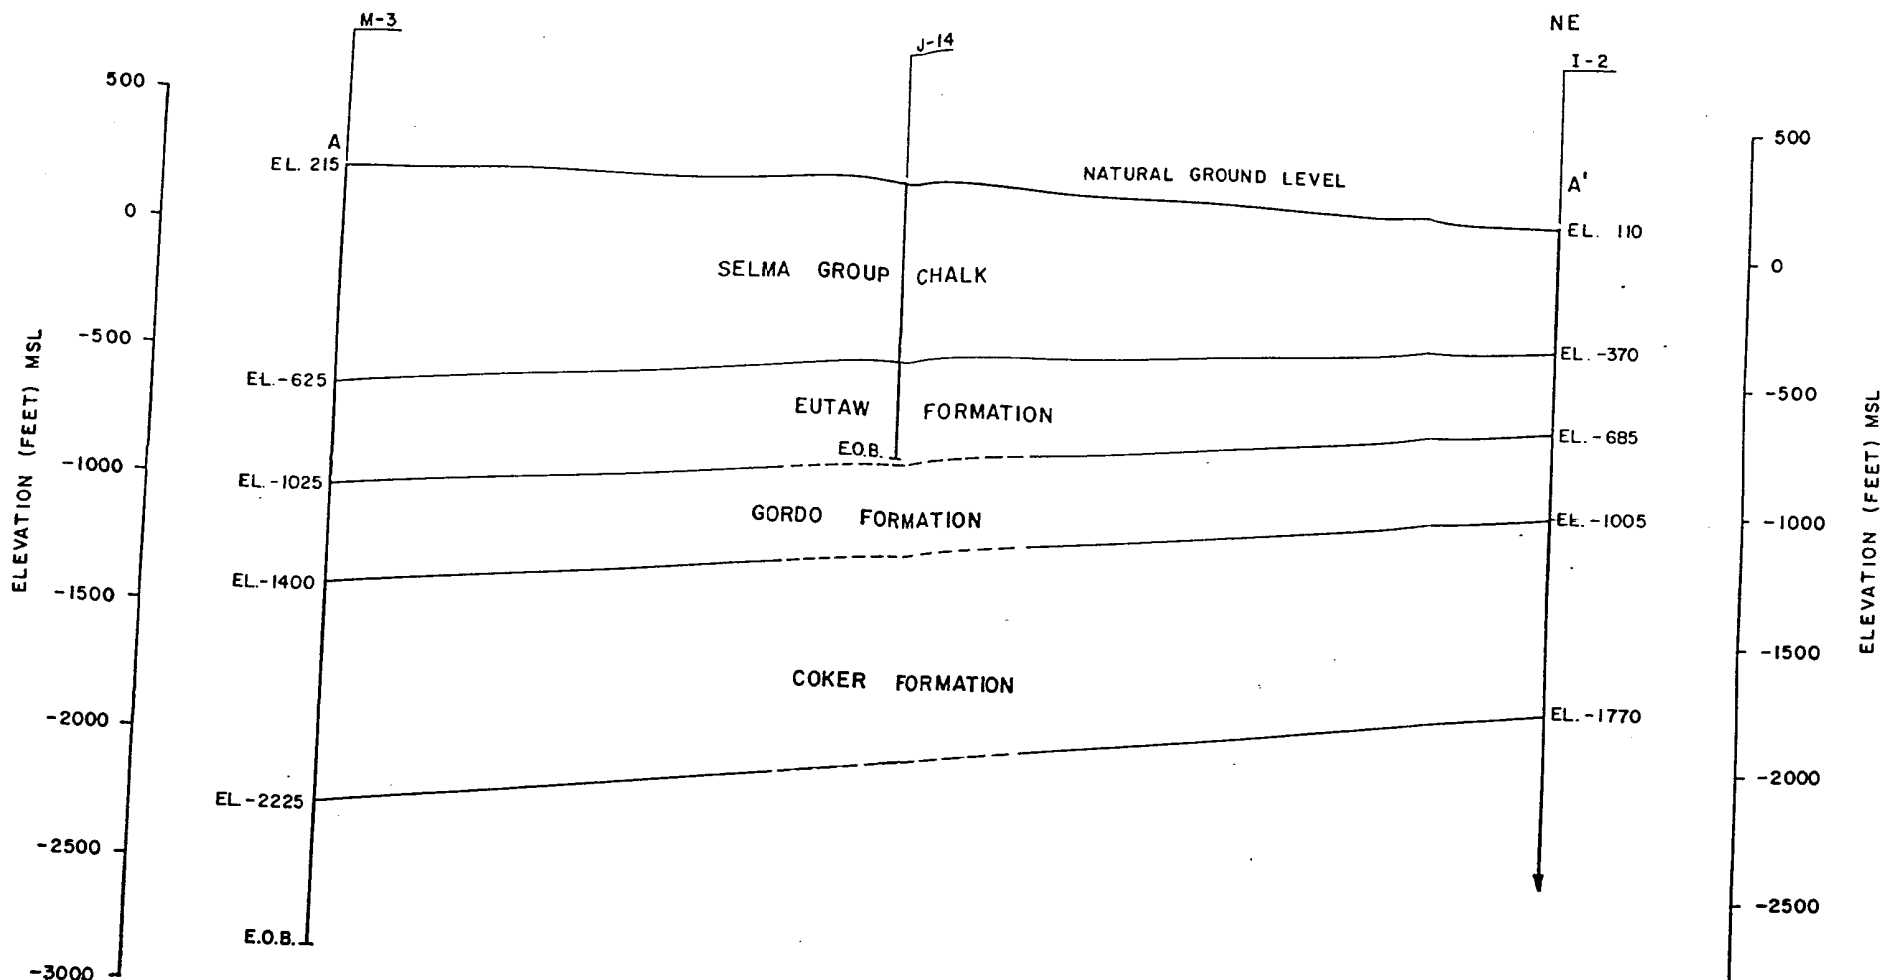 M-3
J-14
NE
I-2
500
A
EL. 215
0
-500
-1000
-1500
-2000
-2500
-3000
ELEVATION (FEET) MSL
NATURAL GROUND LEVEL
A'
EL. 110
SELMA GROUP CHALK
EL.-625
EL. -370
EUTAW FORMATION
E.O.B.
EL. -685
EL.-1025
GORDO FORMATION
EL. -1005
EL.-1400
COKER FORMATION
EL. -1770
EL-2225
E.O.B.
500
0
-500
-1000
-1500
-2000
-2500
ELEVATION (FEET) MSL